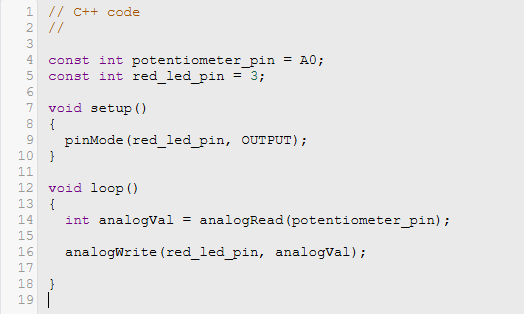 1 // C++ code
2 //
3
4 const int potentiometer_pin = A0;
5 const int red_led_pin = 3;
6
7 void setup()
8 {
9   pinMode(red_led_pin, OUTPUT);
10 }
11
12 void loop()
13 {
14   int analogVal = analogRead(potentiometer_pin);
15
16   analogWrite(red_led_pin, analogVal);
17
18 }
19